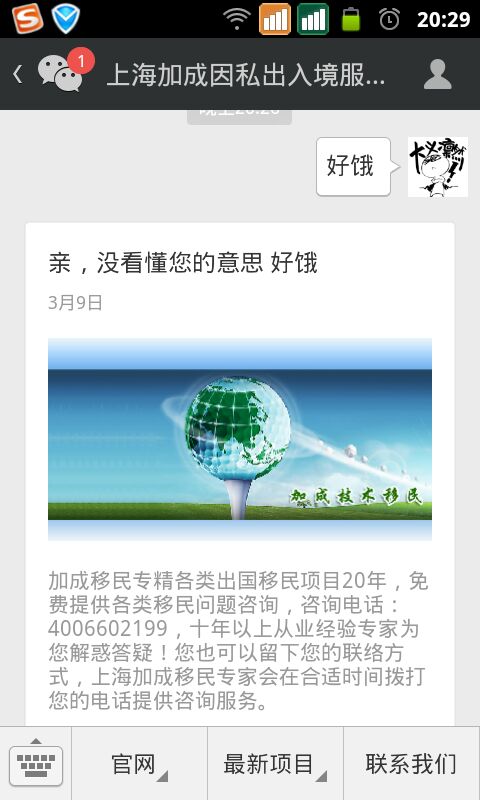 20:29
1
上海加成因私出入境服...
好饿
亲，没看懂您的意思 好饿
3月9日
加成技术移民
加成移民专精各类出国移民项目20年，免
费提供各类移民问题咨询，咨询电话：
4006602199，十年以上从业经验专家为
您解惑答疑！您也可以留下您的联络方
式，上海加成移民专家会在合适时间拨打
您的电话提供咨询服务。
官网
最新项目
联系我们